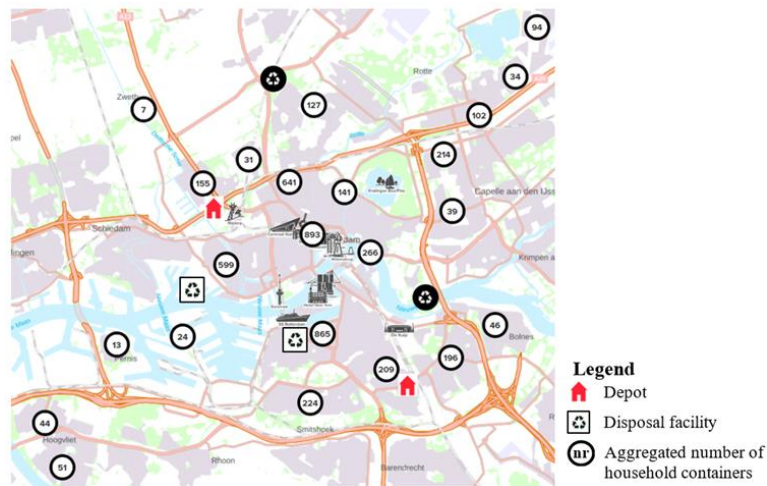 A13
94
Rotte
34
Zweth
7
127
102
31
214
155
641
141
Capelle aan den IJss
39
Schiedam
893
dam
266
599
Krimpen a
46
24
865
Bolnes
13
Pernis
196
209
224
44
Smitshoek
Hoogvliet
51
Rhoon
Barendrecht
Legend
Depot
Disposal facility
nr Aggregated number of
household containers